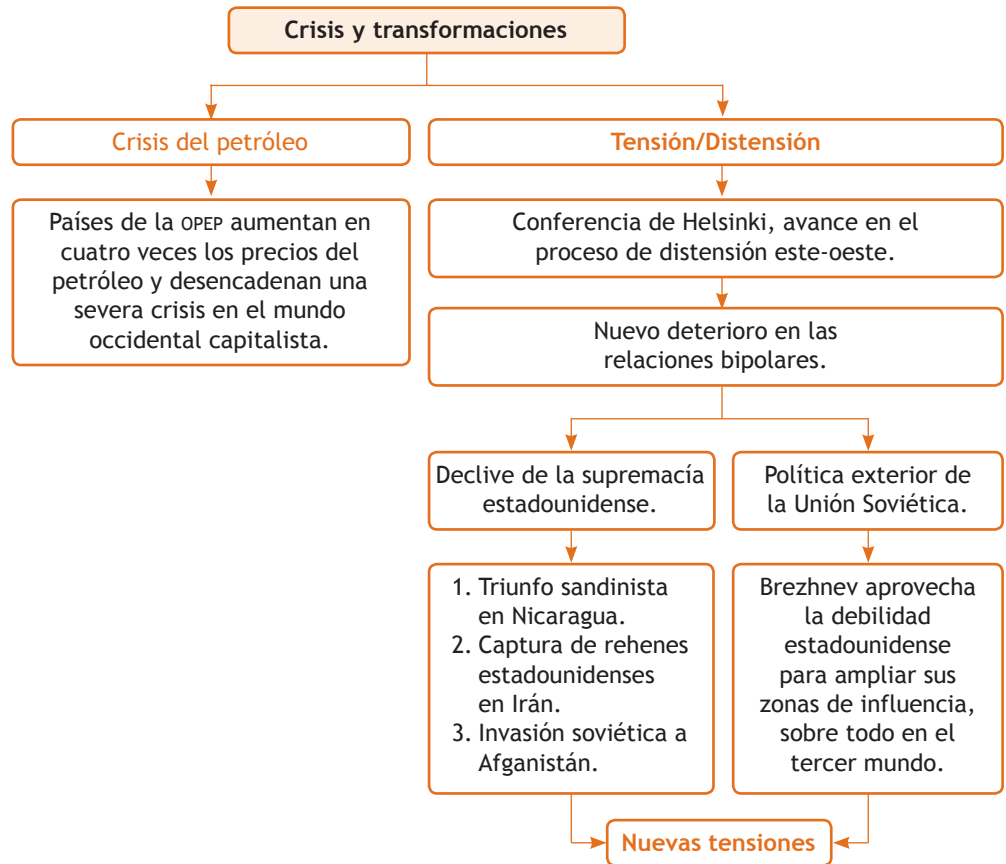 Crisis y transformaciones
Crisis del petróleo
Países de la OPEP aumentan en
cuatro veces los precios del
petróleo y desencadenan una
severa crisis en el mundo
occidental capitalista.
Tensión/Distensión
Conferencia de Helsinki, avance en el
proceso de distensión este-oeste.
Nuevo deterioro en las
relaciones bipolares.
Declive de la supremacía
estadounidense.
1. Triunfo sandinista
en Nicaragua.
2. Captura de rehenes
estadounidenses
en Irán.
3. Invasión soviética a
Afganistán.
Política exterior de
la Unión Soviética.
Brezhnev aprovecha
la debilidad
estadounidense
para ampliar sus
zonas de influencia,
sobre todo en el
tercer mundo.
Nuevas tensiones